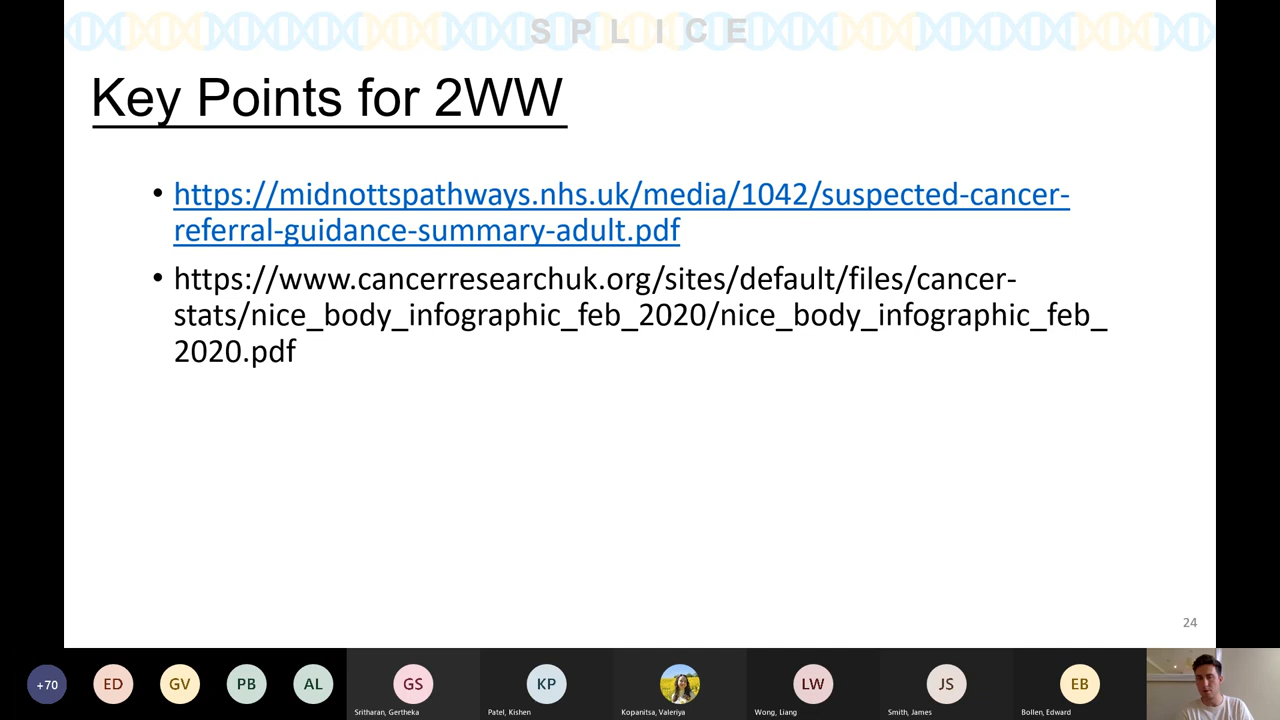 S P L I C E
Key Points for 2WW
• https://midnottspathways.nhs.uk/media/1042/suspected-cancer-
referral-guidance-summary-adult.pdf
• https://www.cancerresearchuk.org/sites/default/files/cancer-
stats/nice_body_infographic_feb_2020/nice_body_infographic_feb_
2020.pdf
24
+70 ED GV PB AL GS KP LW JS EB
Sritharan, Gertheka Patel, Kishen Kopanitsa, Valeriya Wong, Liang Smith, James Bollen, Edward